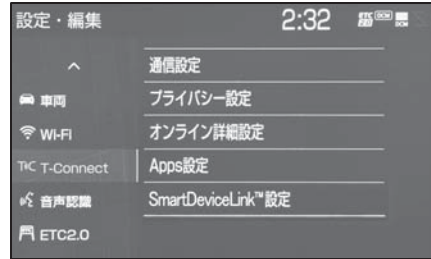 設定・編集
2:32
ETC
DCM
車両
Wi-Fi
T-Connect
音声認識
ETC2.0
通信設定
プライバシー設定
オンライン詳細設定
Apps設定
SmartDeviceLink™設定